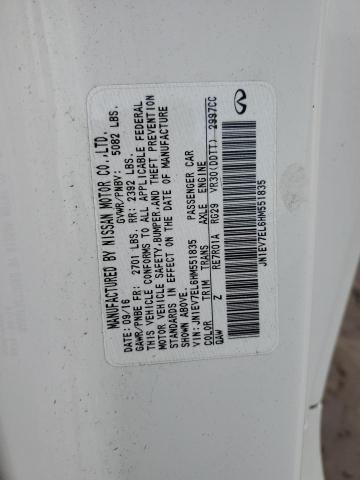 MANUFACTURED BY NISSAN MOTOR CO.,LTD.
DATE: 09/16 GVWR/PNBV: 5082 LBS.
GAWR/PNBE FR: 2701 LBS. RR: 2392 LBS.
THIS VEHICLE CONFORMS TO ALL APPLICABLE FEDERAL
MOTOR VEHICLE SAFETY,BUMPER,AND THEFT PREVENTION
STANDARDS IN EFFECT ON THE DATE OF MANUFACTURE
SHOWN ABOVE.
VIN:JN1EV7EL6HM551835 PASSENGER CAR
COLOR TRIM TRANS AXLE ENGINE
QAW Z RE7R01A RG29 VR30(DDTT) 2997CC
JN1EV7EL6HM551835